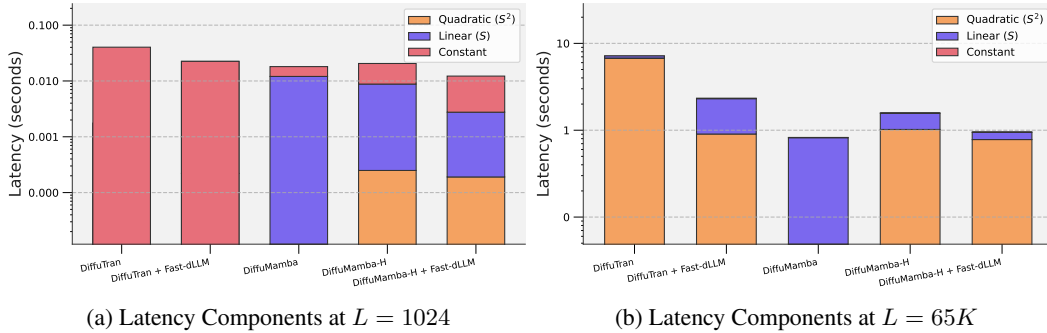 Latency (seconds)
0.100
0.010
0.001
0.000
Quadratic (S²)
Linear (S)
Constant
DiffuTran
DiffuTran + Fast-dLLM
DiffuMamba
DiffuMamba-H
DiffuMamba-H + Fast-dLLM
(a) Latency Components at L = 1024
Latency (seconds)
10
1
0
Quadratic (S²)
Linear (S)
Constant
DiffuTran
DiffuTran + Fast-dLLM
DiffuMamba
DiffuMamba-H
DiffuMamba-H + Fast-dLLM
(b) Latency Components at L = 65K